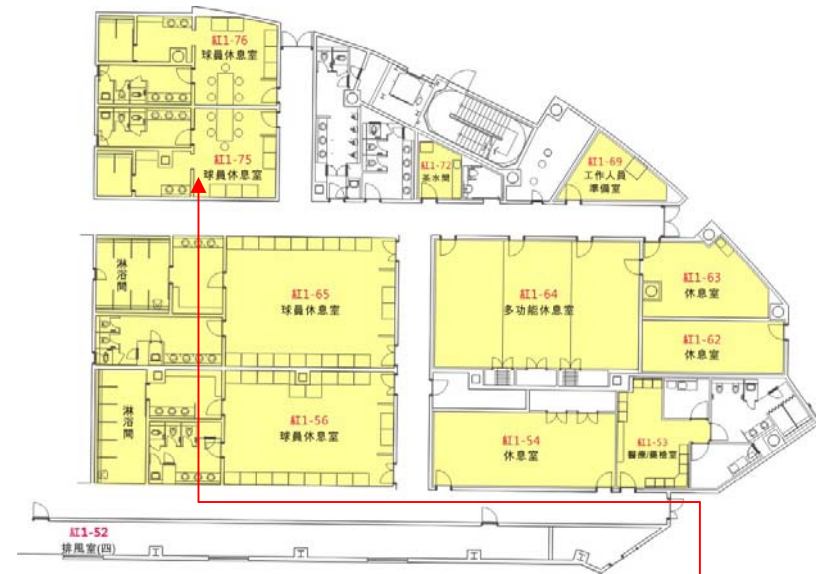 紅1-76
球員休息室
紅1-75
球員休息室
紅1-72
茶水間
紅1-69
工作人員
準備室
淋浴間
紅1-65
球員休息室
紅1-64
多功能休息室
紅1-63
休息室
紅1-62
休息室
淋浴間
紅1-56
球員休息室
紅1-54
休息室
紅1-53
醫療/藥檢室
紅1-52
排風室(四)